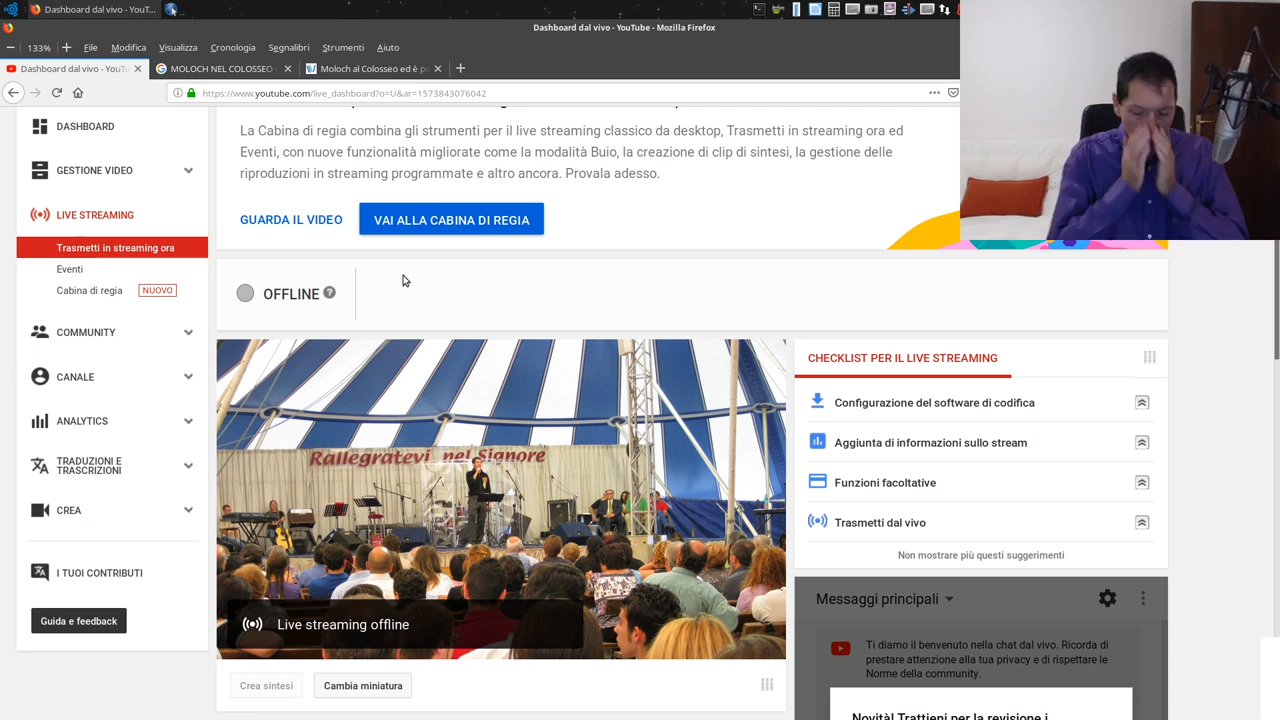 Dashboard dal vivo - YouT...
Dashboard dal vivo - YouTube - Mozilla Firefox
133%
File
Modifica
Visualizza
Cronologia
Segnalibri
Strumenti
Aiuto
Dashboard dal vivo - YouTu
MOLOCH NEL COLOSSEO -
Moloch al Colosseo ed è po
https://www.youtube.com/live_dashboard?o=U&ar=1573843076042
La Cabina di regia combina gli strumenti per il live streaming classico da desktop, Trasmetti in streaming ora ed
Eventi, con nuove funzionalità migliorate come la modalità Buio, la creazione di clip di sintesi, la gestione delle
riproduzioni in streaming programmate e altro ancora. Provala adesso.
GUARDA IL VIDEO
VAI ALLA CABINA DI REGIA
DASHBOARD
GESTIONE VIDEO
LIVE STREAMING
Trasmetti in streaming ora
Eventi
Cabina di regia
NUOVO
COMMUNITY
CANALE
ANALYTICS
TRADUZIONI E
TRASCRIZIONI
CREA
I TUOI CONTRIBUTI
Guida e feedback
OFFLINE ?
Rallegratevi nel Signore
Live streaming offline
Crea sintesi
Cambia miniatura
CHECKLIST PER IL LIVE STREAMING
Configurazione del software di codifica
Aggiunta di informazioni sullo stream
Funzioni facoltative
Trasmetti dal vivo
Non mostrare più questi suggerimenti
Messaggi principali
Ti diamo il benvenuto nella chat dal vivo. Ricorda di
prestare attenzione alla tua privacy e di rispettare le
Norme della community.
Novità! Trattieni per la revisione i